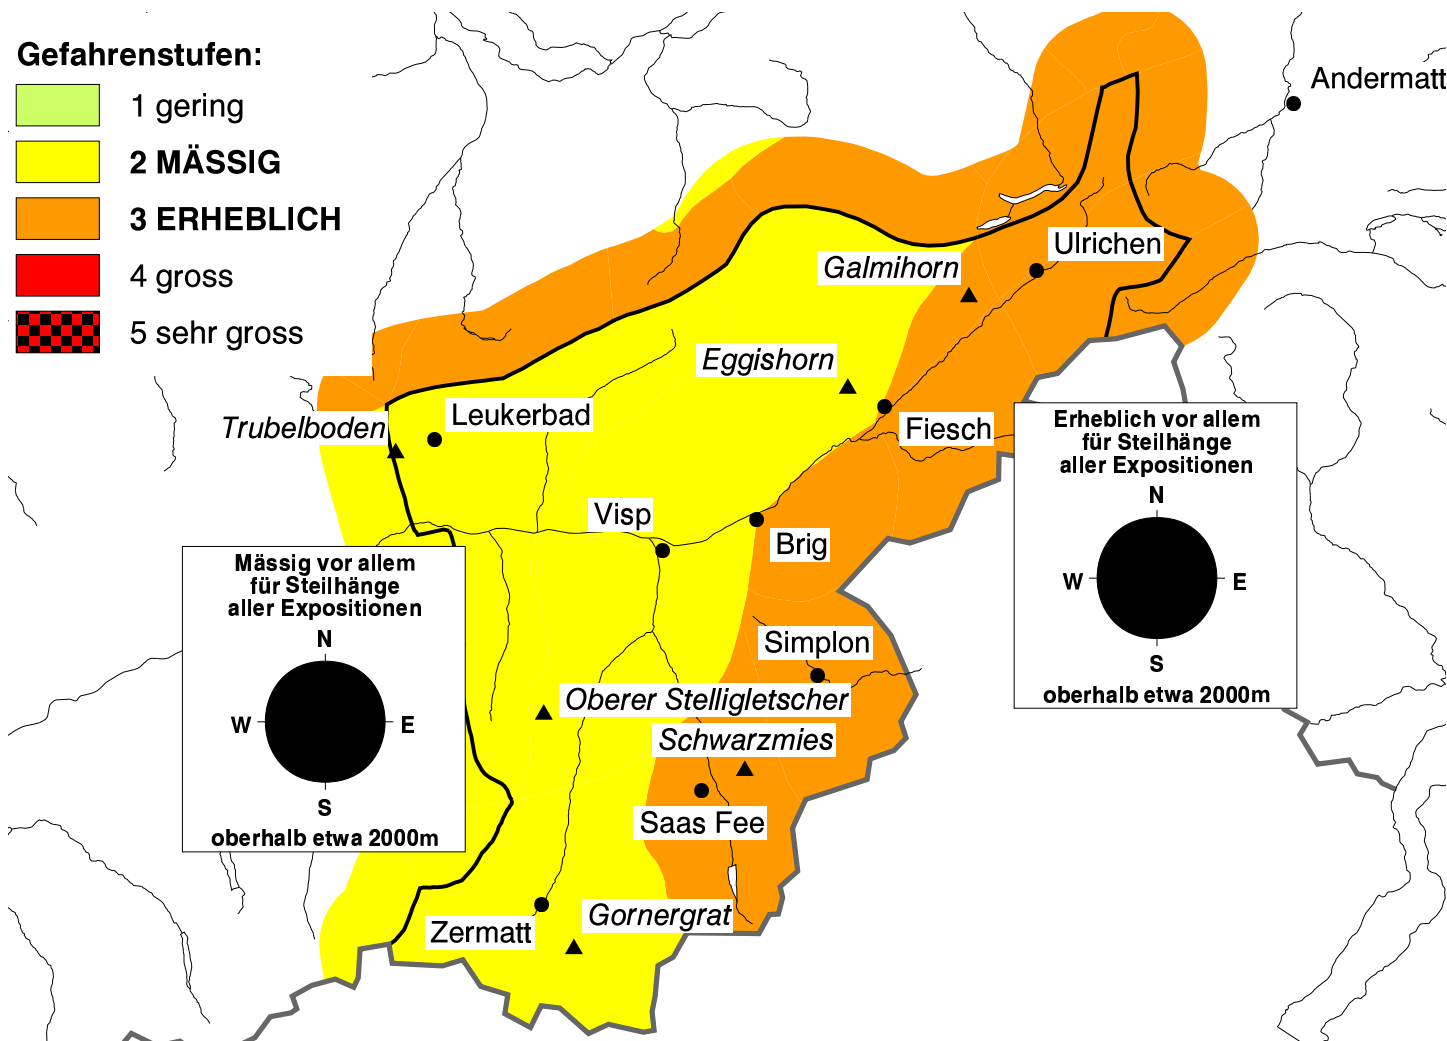 Gefahrenstufen:
1 gering
2 MÄSSIG
3 ERHEBLICH
4 gross
5 sehr gross
Andermatt
Ulrichen
Galmihorn
Eggishorn
Leukerbad
Trubelboden
Fiesch
Visp
Brig
Simplon
Oberer Stelligletscher
Schwarzmies
Saas Fee
Gornergrat
Zermatt
Mässig vor allem
für Steilhänge
aller Expositionen
N
W
E
S
oberhalb etwa 2000m
Erheblich vor allem
für Steilhänge
aller Expositionen
N
W
E
S
oberhalb etwa 2000m